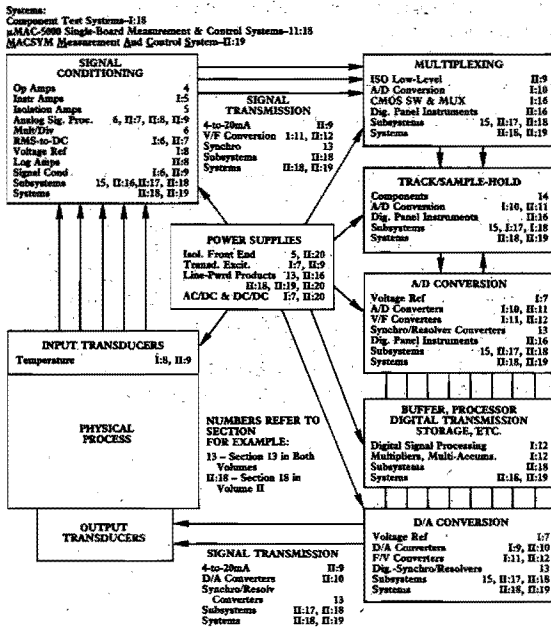 Systems:
Component Test Systems–I:18
μMAC-5000 Single-Board Measurement & Control Systems–11:18
MACSYM Measurement And Control System–II:19
SIGNAL
CONDITIONING
Op Amps 4
Instr Amps I:5
Isolation Amps 5
Analog Sig. Proc. 6, II:7, II:8, II:9
Mult/Div 6
RMS-to-DC I:6, II:7
Voltage Ref I:8
Log Amps II:8
Signal Cond I:6, II:9
Subsystems 15, II:16, II:17, II:18
Systems II:18, II:19
SIGNAL
TRANSMISSION
4-to-20mA II:9
V/F Conversion I:11, II:12
Synchro 13
Subsystems II:18
Systems II:18, II:19
MULTIPLEXING
ISO Low-Level II:9
A/D Conversion I:10
CMOS SW & MUX I:16
Dig. Panel Instruments II:16
Subsystems 15, II:17, II:18
Systems II:18, II:19
TRACK/SAMPLE-HOLD
Components 14
A/D Conversion I:10, II:11
Dig. Panel Instruments II:16
Subsystems 15, I:17, I:18
Systems II:18, II:19
POWER SUPPLIES
Isol. Front End 5, II:20
Transd. Excit. I:7, II:9
Line-Pwrd Products 13, II:16
II:18, II:19, II:20
AC/DC & DC/DC I:7, II:20
A/D CONVERSION
Voltage Ref I:7
A/D Converters I:10, II:11
V/F Converters I:11, II:12
Synchro/Resolver Converters 13
Dig. Panel Instruments II:16
Subsystems 15, II:17, II:18
Systems II:18, II:19
INPUT TRANSDUCERS
Temperature I:8, II:9
PHYSICAL
PROCESS
NUMBERS REFER TO
SECTION
FOR EXAMPLE:
13 – Section 13 in Both
Volumes
II:18 – Section 18 in
Volume II
BUFFER, PROCESSOR
DIGITAL TRANSMISSION
STORAGE, ETC.
Digital Signal Processing I:12
Multipliers, Multi-Accums. I:12
Subsystems II:18
Systems II:18, II:19
OUTPUT
TRANSDUCERS
D/A CONVERSION
Voltage Ref I:7
D/A Converters I:9, II:10
F/V Converters I:11, II:12
Dig.-Synchro/Resolvers 13
Subsystems 15, II:17, II:18
Systems II:18, II:19
SIGNAL TRANSMISSION
4-to-20mA II:9
D/A Converters II:10
Synchro/Resolv
Converters 13
Subsystems II:17, II:18
Systems II:18, II:19